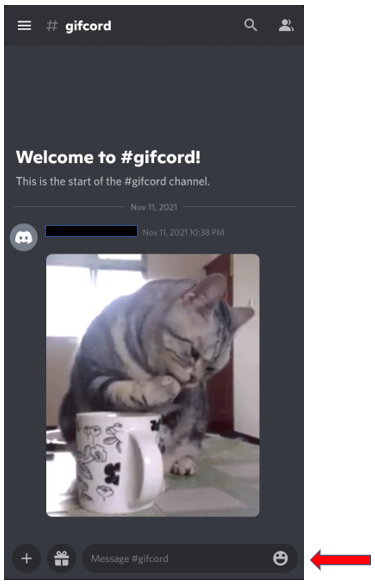 # gifcord
Welcome to #gifcord!
This is the start of the #gifcord channel.
Nov 11, 2021
Nov 11, 2021 10:38 PM
Message #gifcord